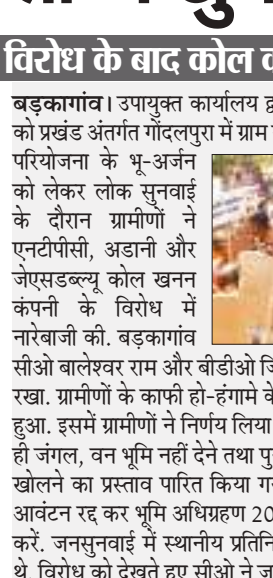 विरोध के बाद कोल
बड़कागांव। उपायुक्त कार्यालय
को प्रखंड अंतर्गत गोंदलपुरा में ग्राम
परियोजना के भू-अर्जन
को लेकर लोक सुनवाई
के दौरान ग्रामीणों ने
एनटीपीसी, अडानी और
जेएसडब्ल्यू कोल खनन
कंपनी के विरोध में
नारेबाजी की. बड़कागांव
सीओ बालेश्वर राम और बीडीओ
रखा. ग्रामीणों के काफी हो-हंगामे के
हुआ. इसमें ग्रामीणों ने निर्णय लिया
ही जंगल, वन भूमि नहीं देने तथा
खोलने का प्रस्ताव पारित किया
आवंटन रद्द कर भूमि अधिग्रहण 20
करें. जनसुनवाई में स्थानीय
थे. विरोध को देखते हुए सीओ ने